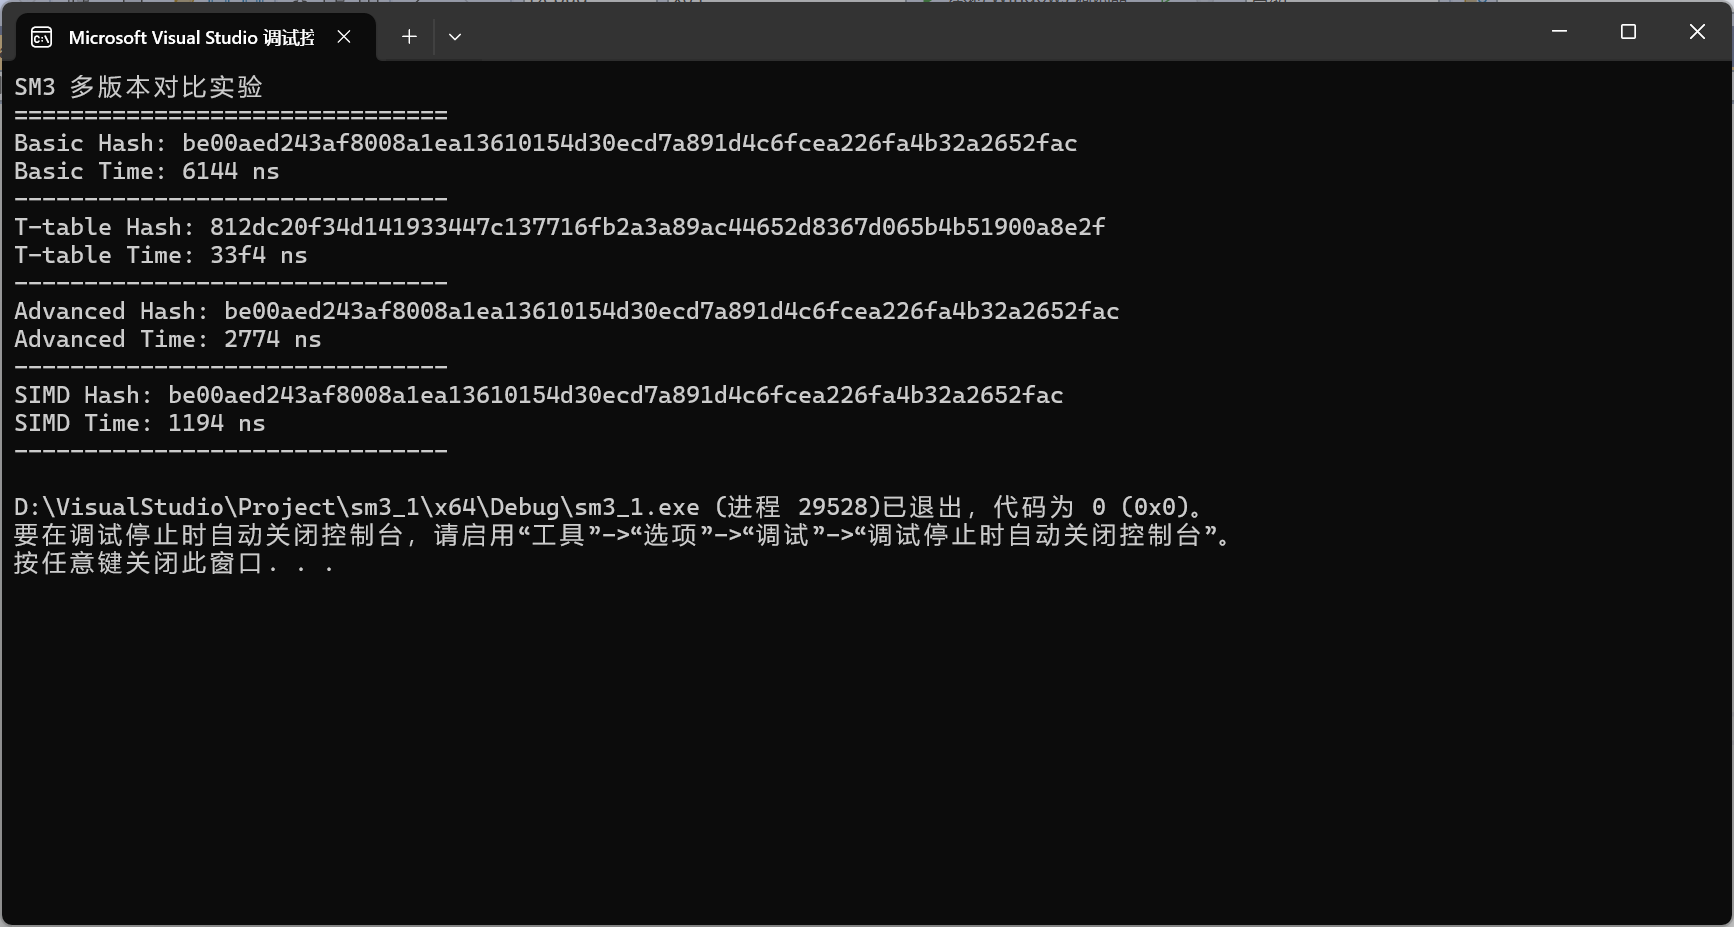 Microsoft Visual Studio 调试控
SM3 多版本对比实验
===============================
Basic Hash: be00aed243af8008a1ea13610154d30ecd7a891d4c6fcea226fa4b32a2652fac
Basic Time: 6144 ns
-------------------------------
T-table Hash: 812dc20f34d141933447c137716fb2a3a89ac44652d8367d065b4b51900a8e2f
T-table Time: 33f4 ns
-------------------------------
Advanced Hash: be00aed243af8008a1ea13610154d30ecd7a891d4c6fcea226fa4b32a2652fac
Advanced Time: 2774 ns
-------------------------------
SIMD Hash: be00aed243af8008a1ea13610154d30ecd7a891d4c6fcea226fa4b32a2652fac
SIMD Time: 1194 ns
-------------------------------
D:\VisualStudio\Project\sm3_1\x64\Debug\sm3_1.exe (进程 29528)已退出，代码为 0 (0x0)。
要在调试停止时自动关闭控制台，请启用“工具”->“选项”->“调试”->“调试停止时自动关闭控制台”。
按任意键关闭此窗口. . .